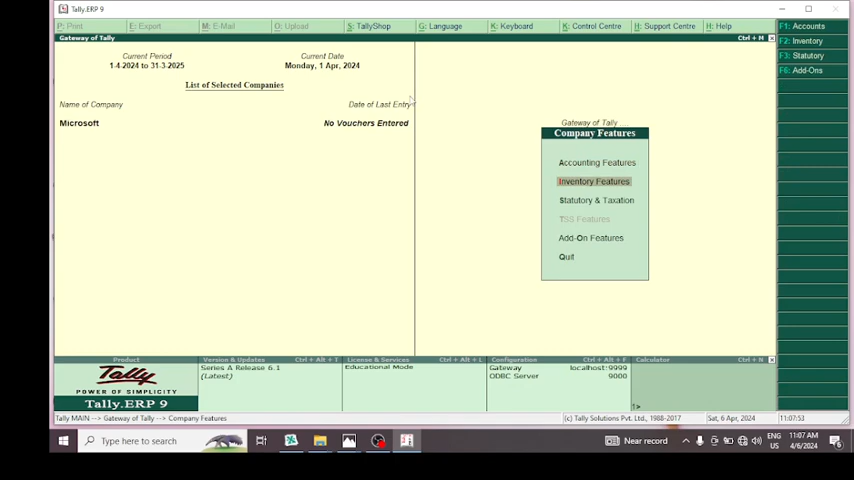 Tally.ERP 9
P: Print E: Export M: E-Mail O: Upload S: TallyShop G: Language K: Keyboard K: Control Centre H: Support Centre H: Help
F1: Accounts
F2: Inventory
F3: Statutory
F6: Add-Ons
Gateway of Tally Ctrl + M
Current Period Current Date
1-4-2024 to 31-3-2025 Monday, 1 Apr, 2024
List of Selected Companies
Name of Company Date of Last Entry
Microsoft No Vouchers Entered
Gateway of Tally ......
Company Features
Accounting Features
Inventory Features
Statutory & Taxation
TSS Features
Add-On Features
Quit
Product Version & Updates Ctrl + Alt + T License & Services Ctrl + Alt + L Configuration Ctrl + Alt + F Calculator Ctrl + N
Tally
POWER OF SIMPLICITY
Tally.ERP 9
Series A Release 6.1
(Latest)
Educational Mode
Gateway localhost:9999
ODBC Server 9000
1>
Tally MAIN --> Gateway of Tally --> Company Features (c) Tally Solutions Pvt. Ltd., 1988-2017 Sat, 6 Apr, 2024 11:07:53
Type here to search Near record ENG US 11:07 AM 4/6/2024 6